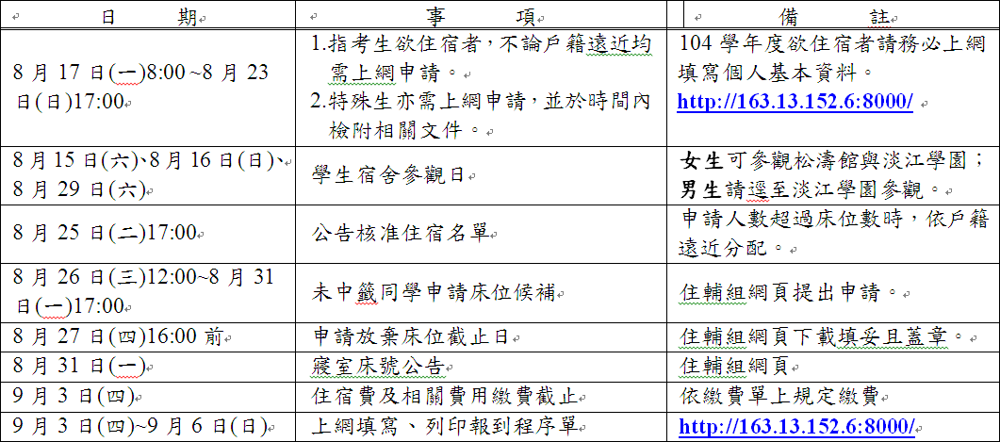 日 期 事 項 備 註
8 月 17 日(一)8:00 ~8 月 23
日(日)17:00
1.指考生欲住宿者，不論戶籍遠近均
需上網申請。
2.特殊生亦需上網申請，並於時間內
檢附相關文件。
104 學年度欲住宿者請務必上網
填寫個人基本資料。
http://163.13.152.6:8000/
8 月 15 日(六)、8 月 16 日(日)、
8 月 29 日(六)
學生宿舍參觀日
女生可參觀松濤館與淡江學園；
男生請逕至淡江學園參觀。
8 月 25 日(二)17:00
公告核准住宿名單
申請人數超過床位數時，依戶籍
遠近分配。
8 月 26 日(三)12:00~8 月 31
日(一)17:00
未中籤同學申請床位候補
住輔組網頁提出申請。
8 月 27 日(四)16:00 前
申請放棄床位截止日
住輔組網頁下載填妥且蓋章。
8 月 31 日(一)
寢室床號公告
住輔組網頁
9 月 3 日(四)
住宿費及相關費用繳費截止
依繳費單上規定繳費
9 月 3 日(四)~9 月 6 日(日)
上網填寫、列印報到程序單
http://163.13.152.6:8000/